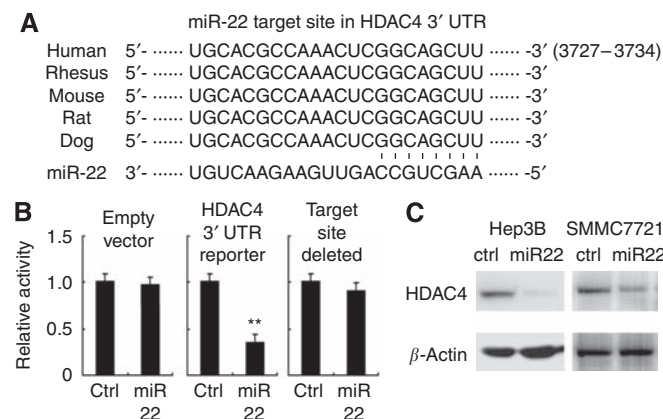 A
miR-22 target site in HDAC4 3′ UTR
Human 5′- ······ UGCACGCCAAACUCGGCAGCUU ······ -3′ (3727–3734)
Rhesus 5′- ······ UGCACGCCAAACUCGGCAGCUU ······ -3′
Mouse 5′- ······ UGCACGCCAAACUCGGCAGCUU ······ -3′
Rat 5′- ······ UGCACGCCAAACUCGGCAGCUU ······ -3′
Dog 5′- ······ UGCACGCCAAACUCGGCAGCUU ······ -3′
miR-22 3′- ······ UGUCAAGAAGUUGACCGUCGAA -5′
B
Relative activity
1.5
1.0
0.5
0
Empty
vector
Ctrl miR
22
HDAC4
3′ UTR
reporter
**
Ctrl miR
22
Target
site
deleted
Ctrl miR
22
C
Hep3B SMMC7721
ctrl miR22 ctrl miR22
HDAC4
β-Actin